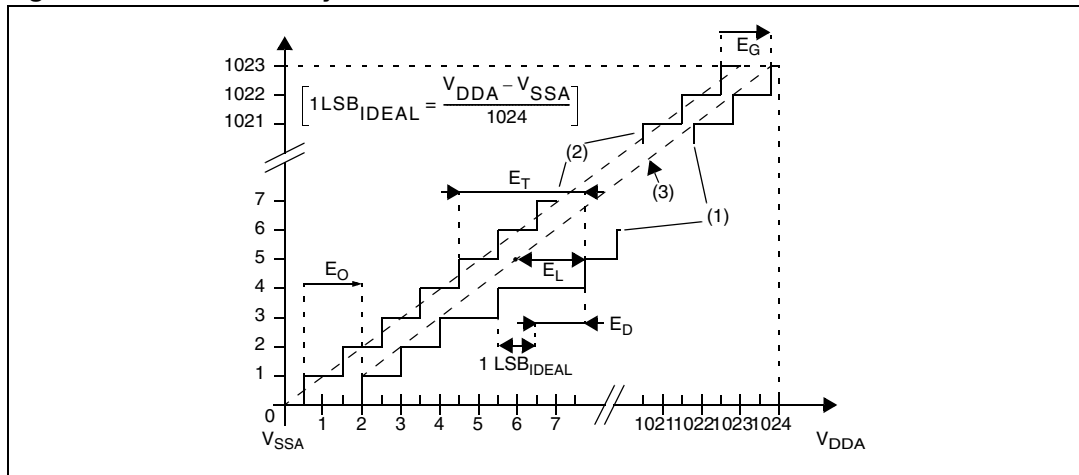 E_G
1023
1022
1021
[1LSB_IDEAL = (V_DDA – V_SSA) / 1024]
(2)
(3)
(1)
E_T
7
6
5
4
3
2
1
0
E_O
E_L
E_D
1 LSB_IDEAL
1 2 3 4 5 6 7 1021 1022 1023 1024
V_SSA
V_DDA